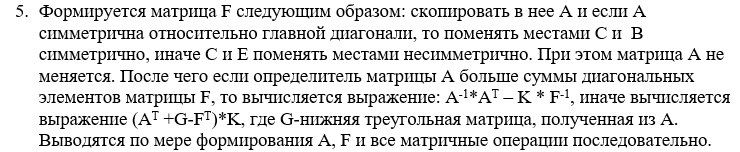 5. Формируется матрица F следующим образом: скопировать в нее А и если А
симметрична относительно главной диагонали, то поменять местами С и В
симметрично, иначе С и Е поменять местами несимметрично. При этом матрица А не
меняется. После чего если определитель матрицы А больше суммы диагональных
элементов матрицы F, то вычисляется выражение: A⁻¹*Aᵀ – K * F⁻¹, иначе вычисляется
выражение (Aᵀ +G-Fᵀ)*K, где G-нижняя треугольная матрица, полученная из А.
Выводятся по мере формирования А, F и все матричные операции последовательно.